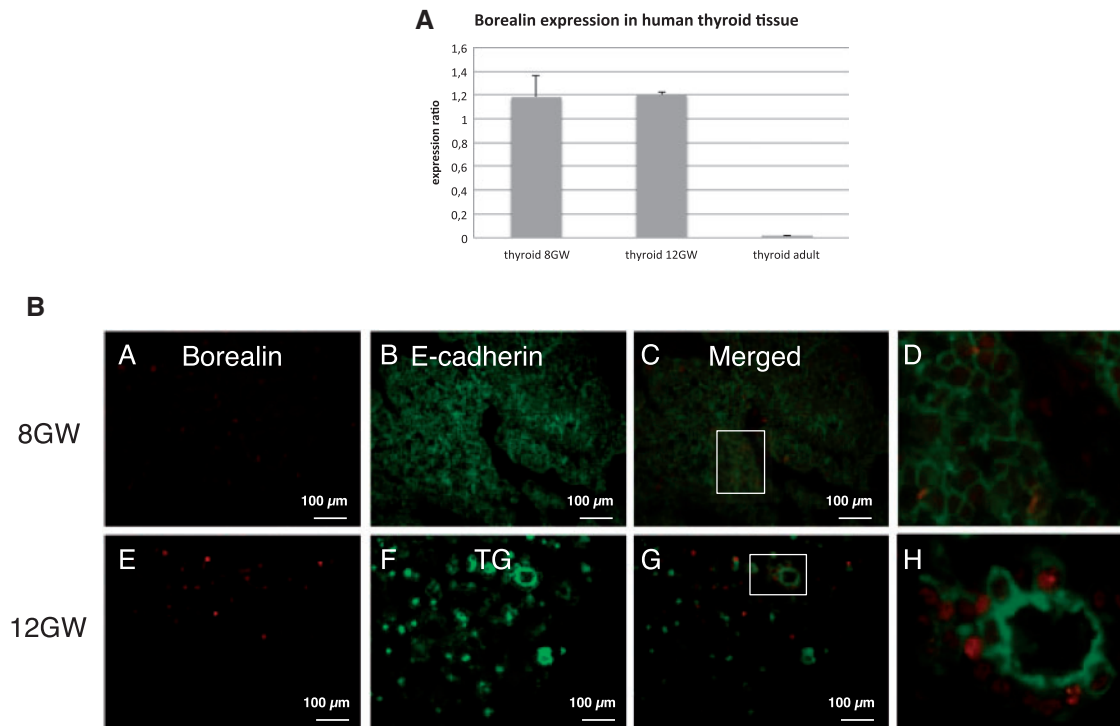 A
Borealin expression in human thyroid tissue
expression ratio
1,6
1,4
1,2
1
0,8
0,6
0,4
0,2
0
thyroid 8GW thyroid 12GW thyroid adult
B
8GW
A Borealin
100 µm
B E-cadherin
100 µm
C Merged
100 µm
D
12GW
E
100 µm
F TG
100 µm
G
100 µm
H